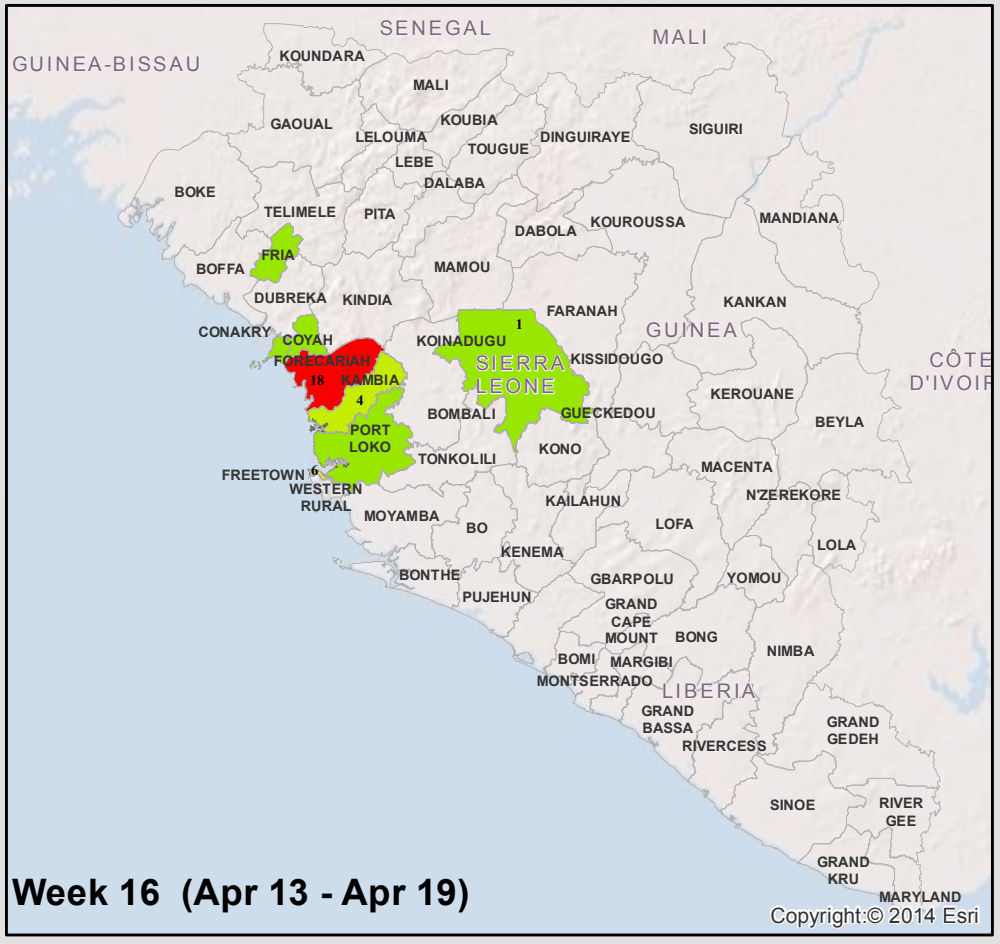 SENEGAL
MALI
GUINEA-BISSAU
KOUNDARA
MALI
GAOUAL
KOUBIA
LELOUMA
TOUGUE
DINGUIRAYE
SIGUIRI
LEBE
DALABA
BOKE
TELIMELE
PITA
KOUROUSSA
MANDIANA
DABOLA
FRIA
BOFFA
MAMOU
DUBREKA
KINDIA
KANKAN
FARANAH
CONAKRY
COYAH
KOINADUGU
1
GUINEA
FORECARIAH
SIERRA
LEONE
KISSIDOUGO
CÔTE
D'IVOIR
18
KAMBIA
4
KEROUANE
BOMBALI
GUECKEDOU
BEYLA
PORT
LOKO
TONKOLILI
KONO
MACENTA
FREETOWN
6
WESTERN
RURAL
N'ZEREKORE
KAILAHUN
MOYAMBA
BO
LOFA
LOLA
KENEMA
BONTHE
GBARPOLU
YOMOU
PUJEHUN
GRAND
CAPE
MOUNT
BONG
NIMBA
BOMI
MARGIBI
MONTSERRADO
LIBERIA
GRAND
BASSA
GRAND
GEDEH
RIVERCESS
SINOE
RIVER
GEE
GRAND
KRU
MARYLAND
Week 16 (Apr 13 - Apr 19)
Copyright:© 2014 Esri